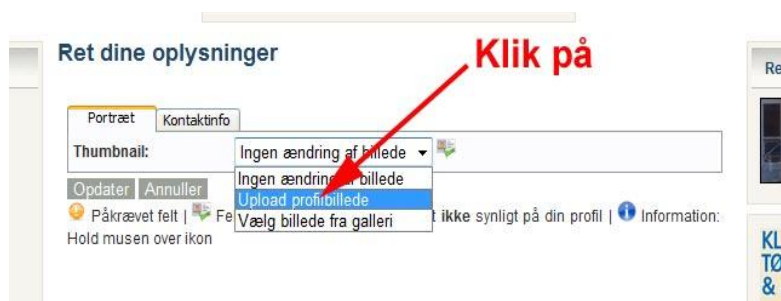 Ret dine oplysninger
Klik på
Re
Portræt Kontaktinfo
Thumbnail: Ingen ændring af billede
Ingen ændring af billede
Opdater Annuller
Upload profilbillede
Påkrævet felt | Fe
Vælg billede fra galleri
t ikke synligt på din profil | Information:
Hold musen over ikon
KL
TØ
&